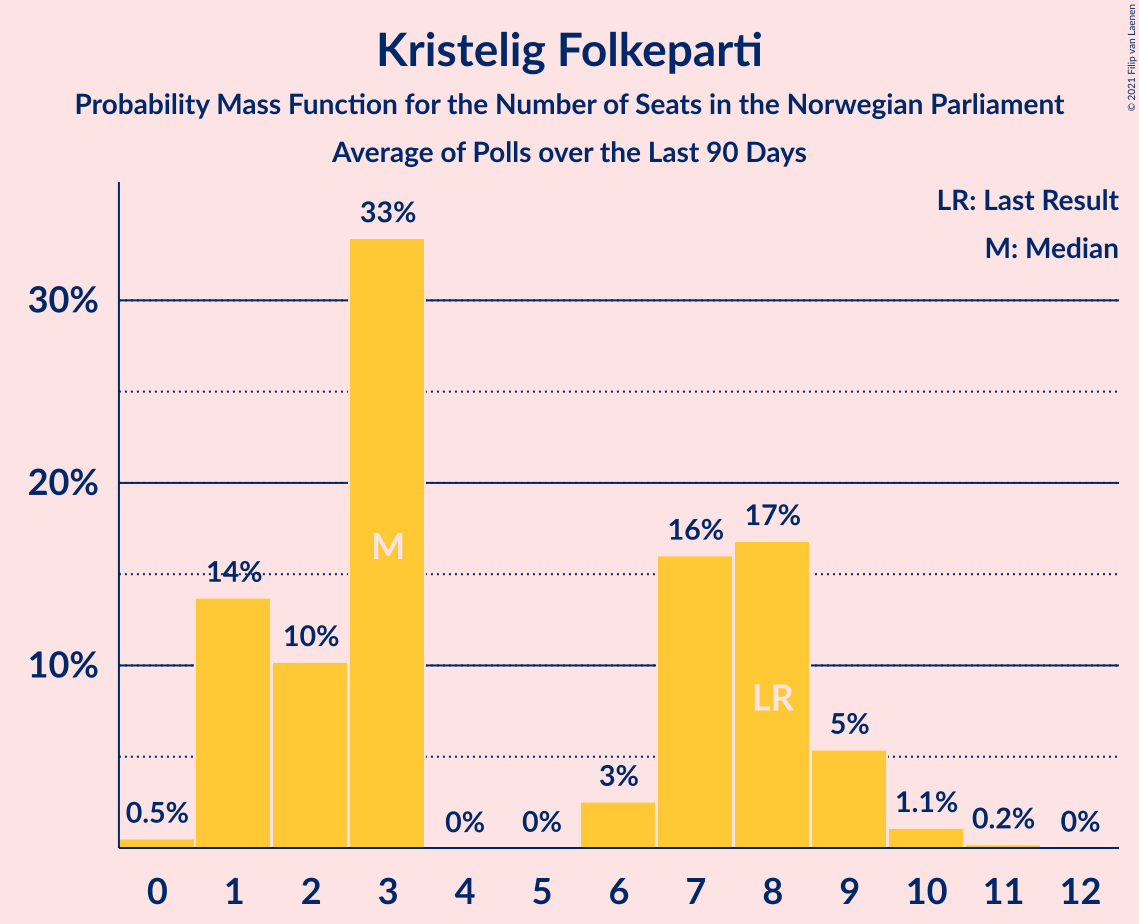 Kristelig Folkeparti
Probability Mass Function for the Number of Seats in the Norwegian Parliament
Average of Polls over the Last 90 Days
© 2021 Filip van Laenen
LR: Last Result
M: Median
33%
30%
20%
17%
16%
M
14%
10%
10%
LR
5%
3%
0.5%
0%
0%
1.1%
0.2%
0%
0 1 2 3 4 5 6 7 8 9 10 11 12